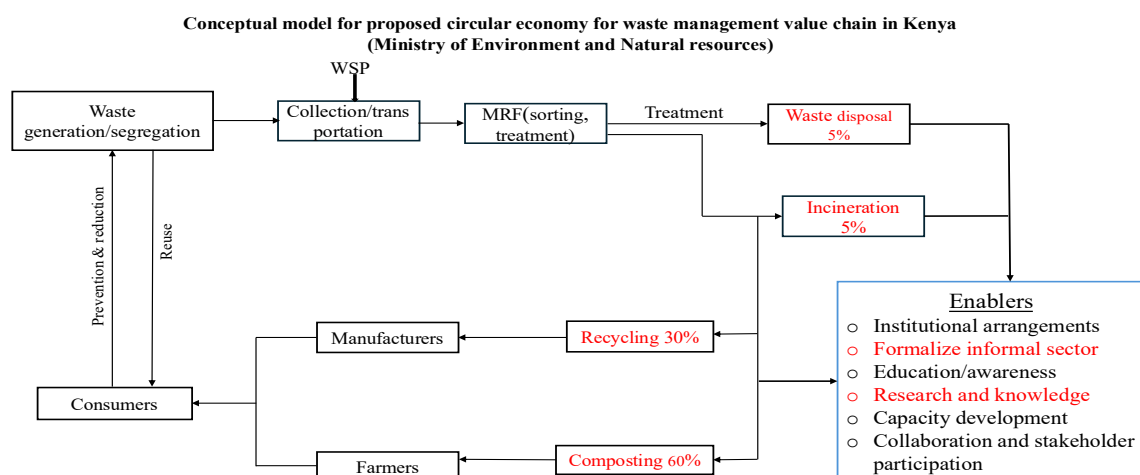 Conceptual model for proposed circular economy for waste management value chain in Kenya
(Ministry of Environment and Natural resources)
WSP
Waste
generation/segregation
Collection/trans
portation
MRF(sorting,
treatment)
Treatment
Waste disposal
5%
Incineration
5%
Prevention & reduction
Reuse
Manufacturers
Recycling 30%
Consumers
Farmers
Composting 60%
Enablers
o Institutional arrangements
o Formalize informal sector
o Education/awareness
o Research and knowledge
o Capacity development
o Collaboration and stakeholder
participation